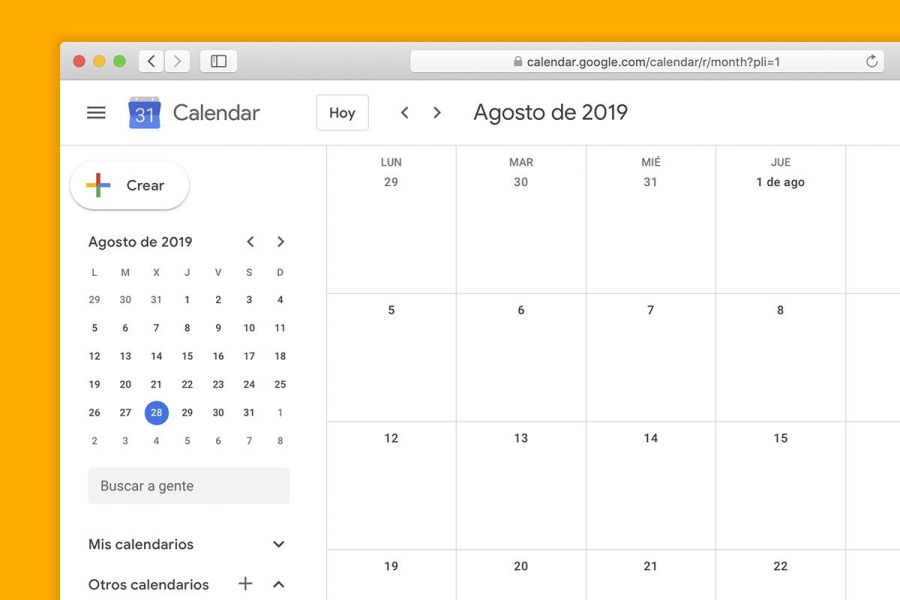 calendar.google.com/calendar/r/month?pli=1
31 Calendar Hoy Agosto de 2019
Crear
Agosto de 2019
L M X J V S D
29 30 31 1 2 3 4
5 6 7 8 9 10 11
12 13 14 15 16 17 18
19 20 21 22 23 24 25
26 27 28 29 30 31 1
2 3 4 5 6 7 8
Buscar a gente
Mis calendarios
Otros calendarios
LUN MAR MIÉ JUE
29 30 31 1 de ago
5 6 7 8
12 13 14 15
19 20 21 22